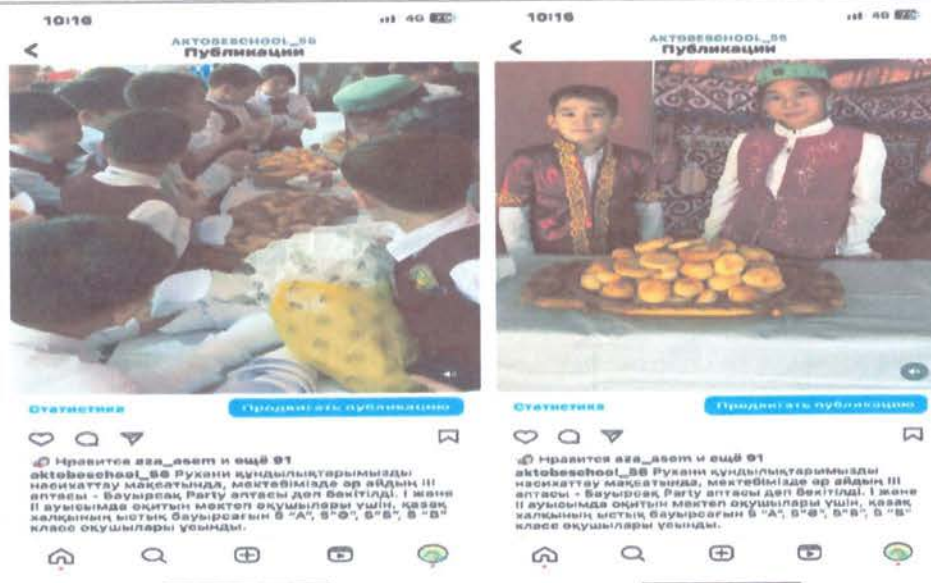 10:16
4G
AKTOBESCHOOL_56
Публикации
Статистика
Продвигать публикацию
Нравится aza_asem и ещё 91
aktobeschool_56 Рухани құндылықтарымызды
насихаттау мақсатында, мектебімізде әр айдың III
аптасы - Бауырсақ Party аптасы деп бекітілді. I және
II ауысымда оқитын мектеп оқушылары үшін, қазақ
халқының ыстық бауырсағын 5 "А", 5"Ә", 5"Б", 5 "В"
класс оқушылары ұсынды.
10:16
4G
AKTOBESCHOOL_56
Публикации
Статистика
Продвигать публикацию
Нравится aza_asem и ещё 91
aktobeschool_56 Рухани құндылықтарымызды
насихаттау мақсатында, мектебімізде әр айдың III
аптасы - Бауырсақ Party аптасы деп бекітілді. I және
II ауысымда оқитын мектеп оқушылары үшін, қазақ
халқының ыстық бауырсағын 5 "А", 5"Ә", 5"Б", 5 "В"
класс оқушылары ұсынды.